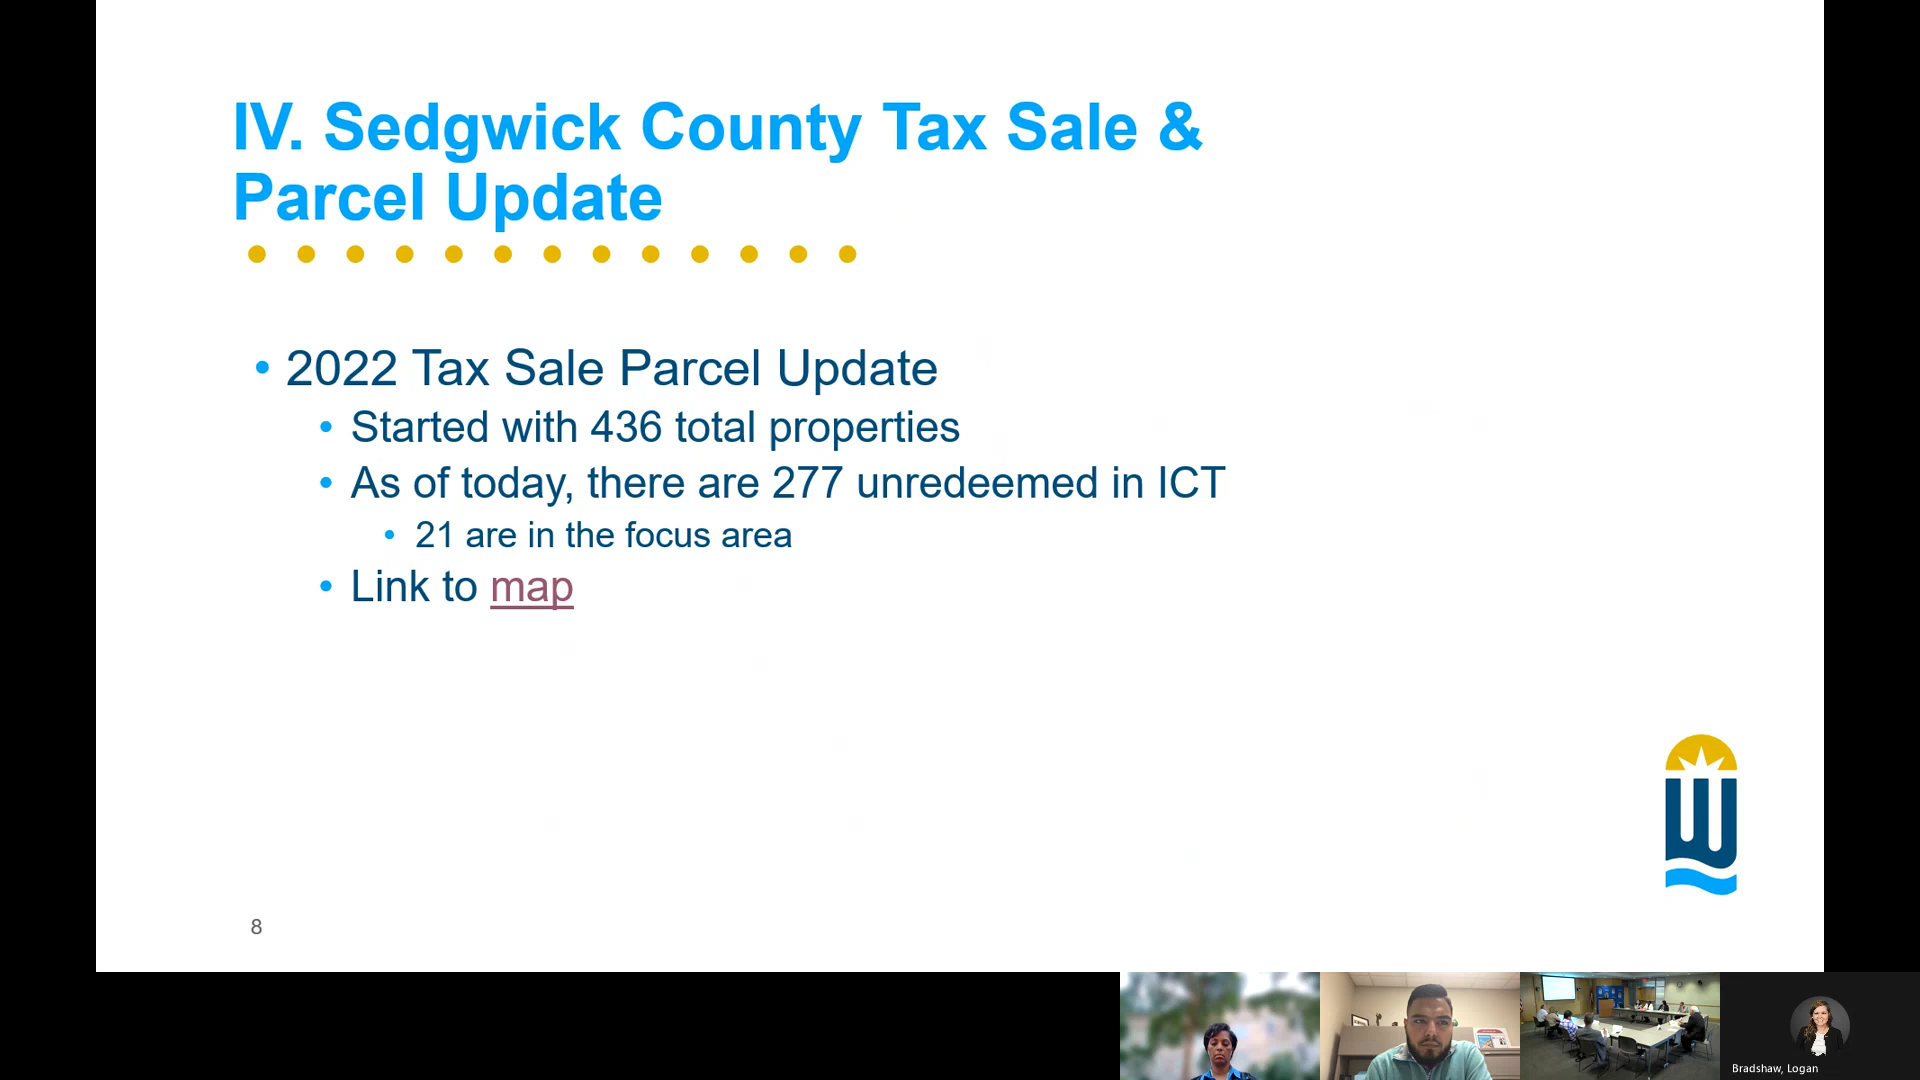 IV. Sedgwick County Tax Sale &
Parcel Update
• 2022 Tax Sale Parcel Update
• Started with 436 total properties
• As of today, there are 277 unredeemed in ICT
• 21 are in the focus area
• Link to map
8
Bradshaw, Logan